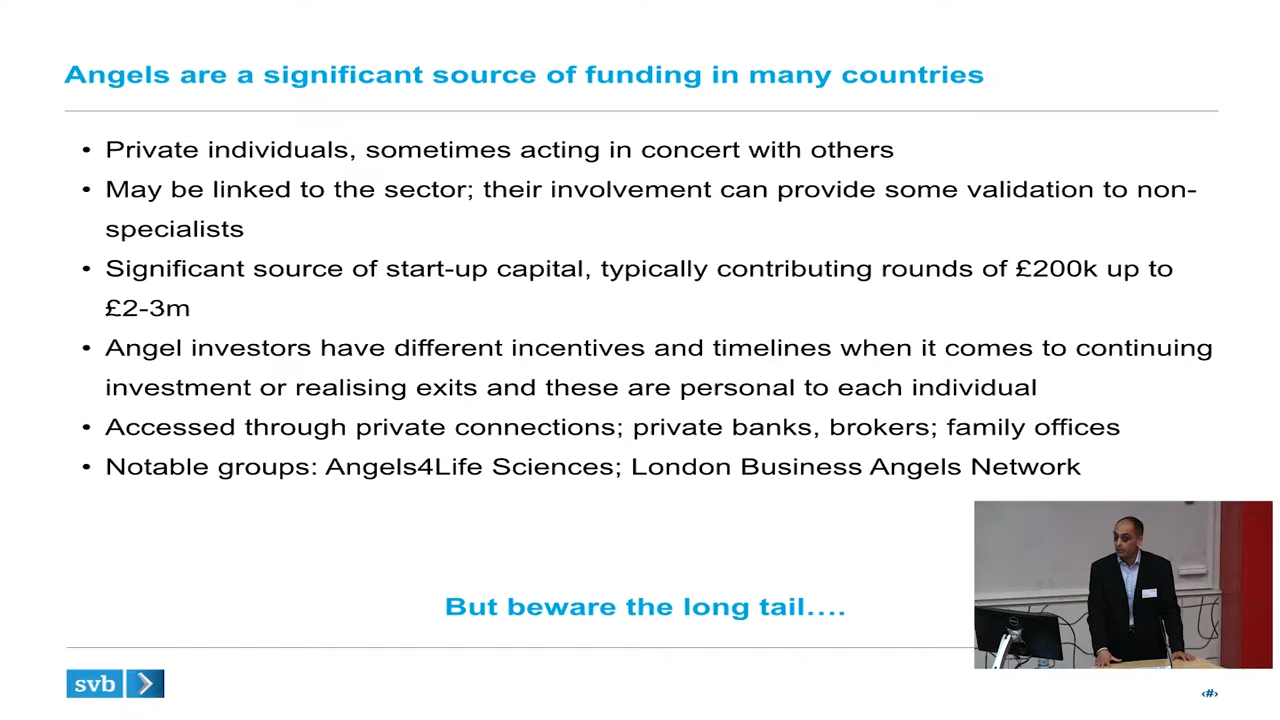 Angels are a significant source of funding in many countries
• Private individuals, sometimes acting in concert with others
• May be linked to the sector; their involvement can provide some validation to non-
specialists
• Significant source of start-up capital, typically contributing rounds of £200k up to
£2-3m
• Angel investors have different incentives and timelines when it comes to continuing
investment or realising exits and these are personal to each individual
• Accessed through private connections; private banks, brokers; family offices
• Notable groups: Angels4Life Sciences; London Business Angels Network
But beware the long tail….
svb
‹#›